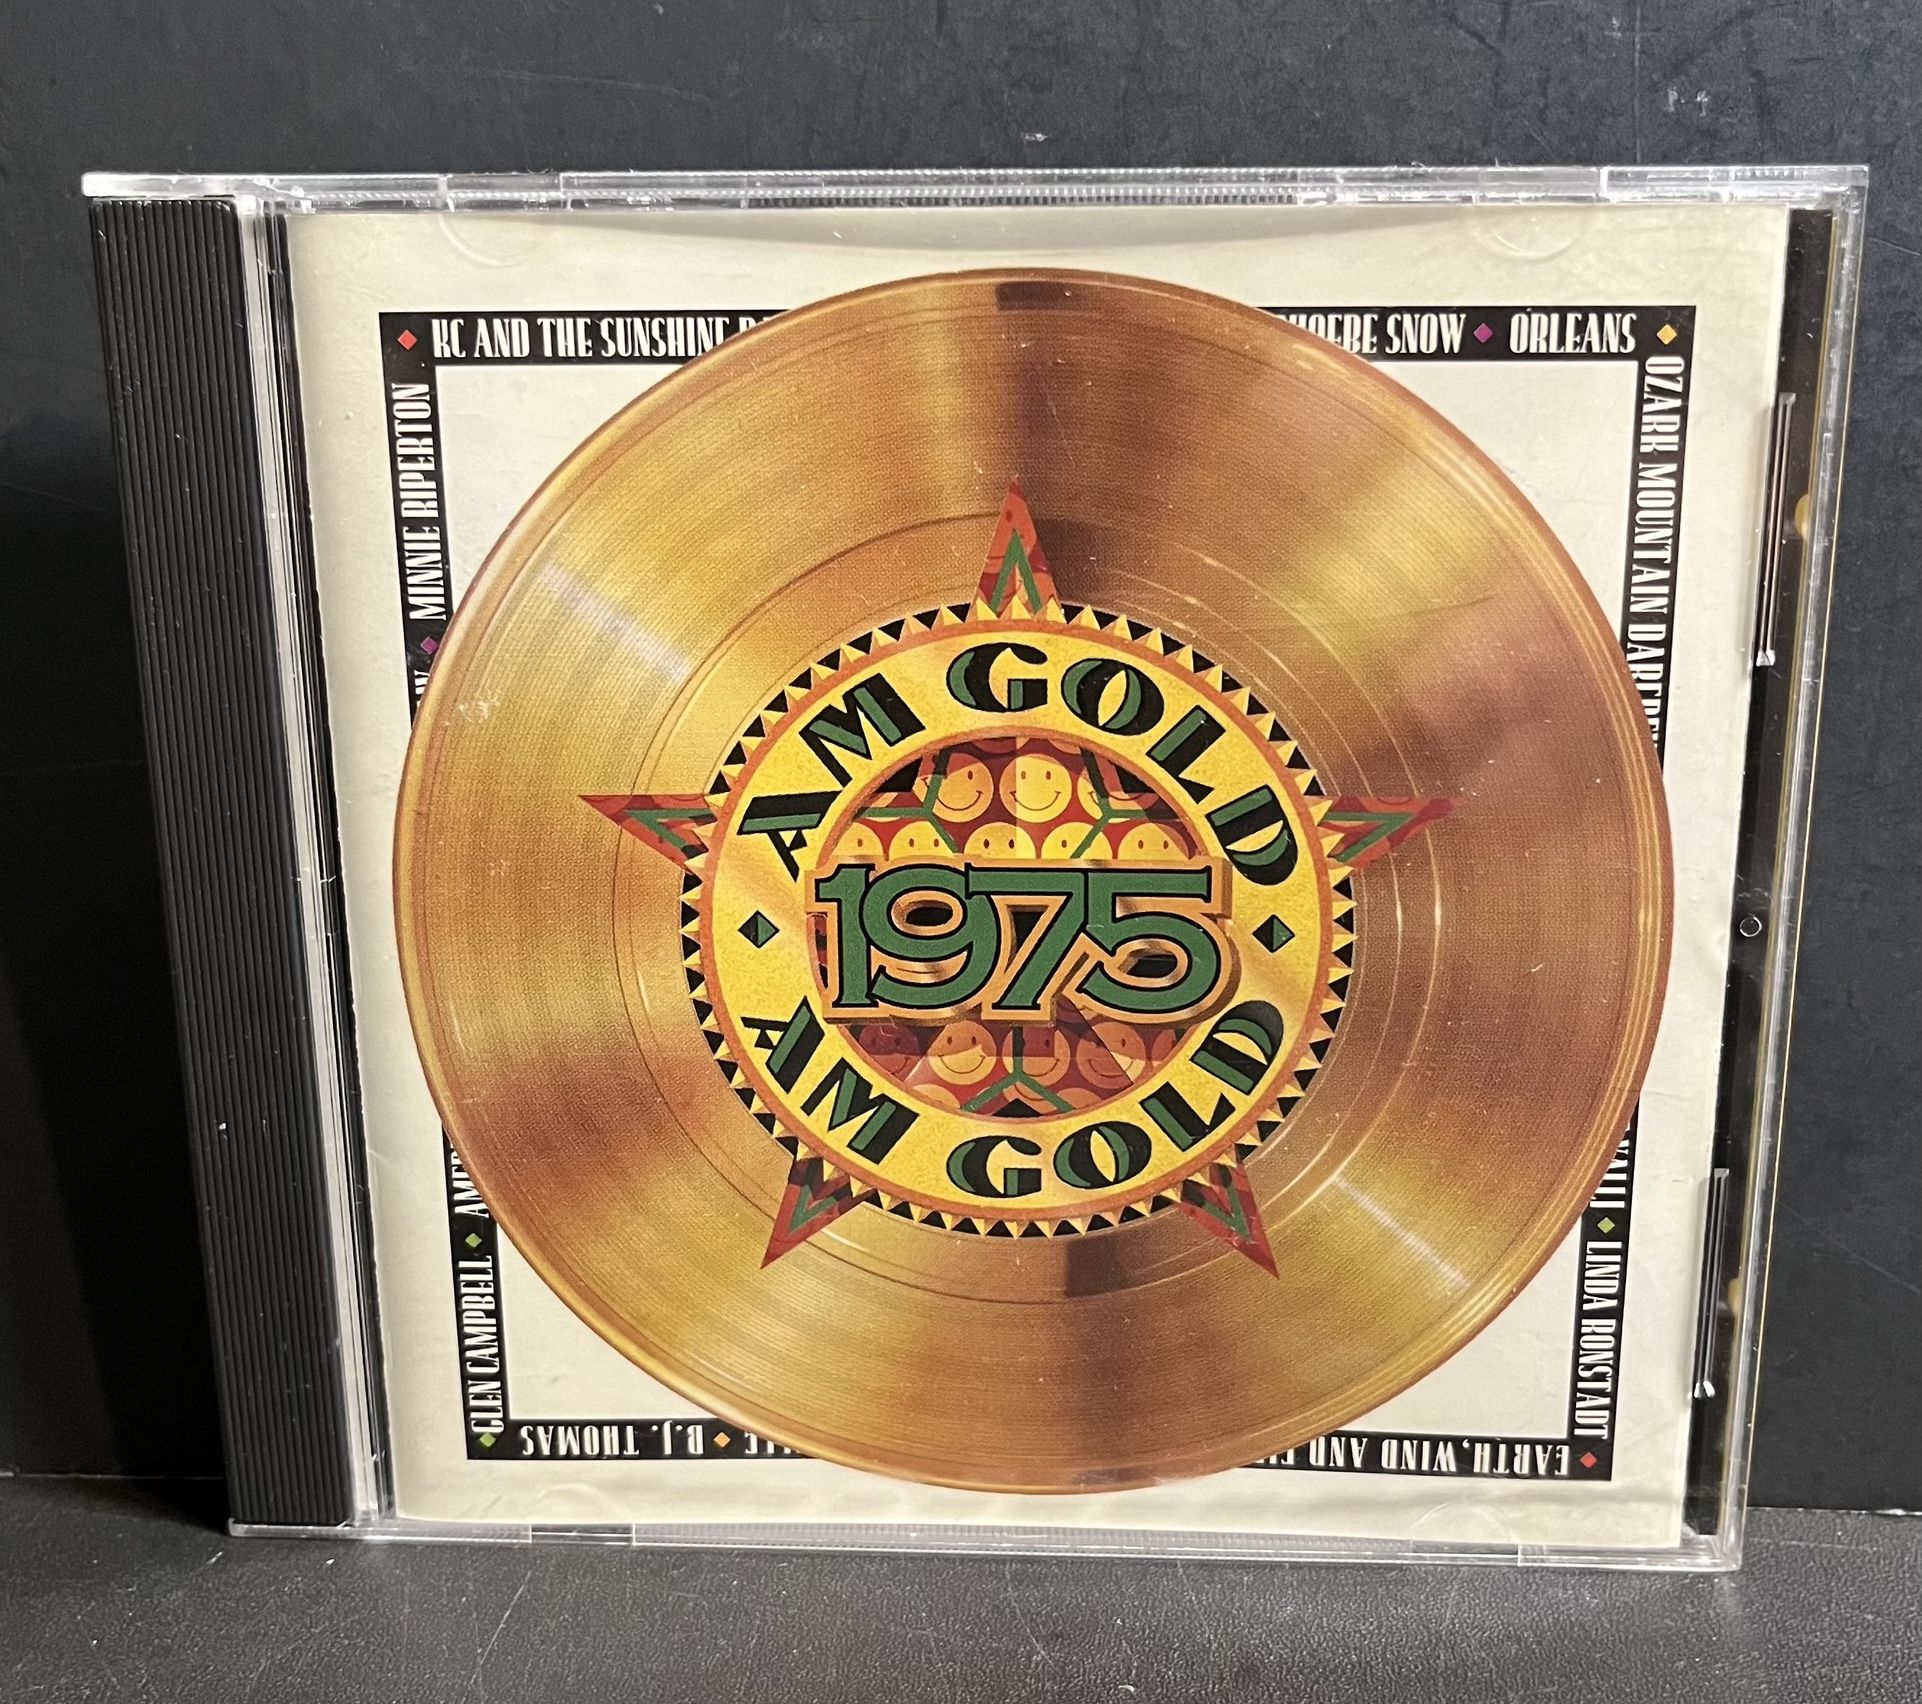 KC AND THE SUNSHINE
SNOW ◆ ORLEANS
OZARK MOUNTAIN
LINDA RONSTADT
EARTH, WIND AND
B.J. THOMAS
GLEN CAMPBELL
MINNIE RIPERTON
AM GOLD
1975
AM GOLD